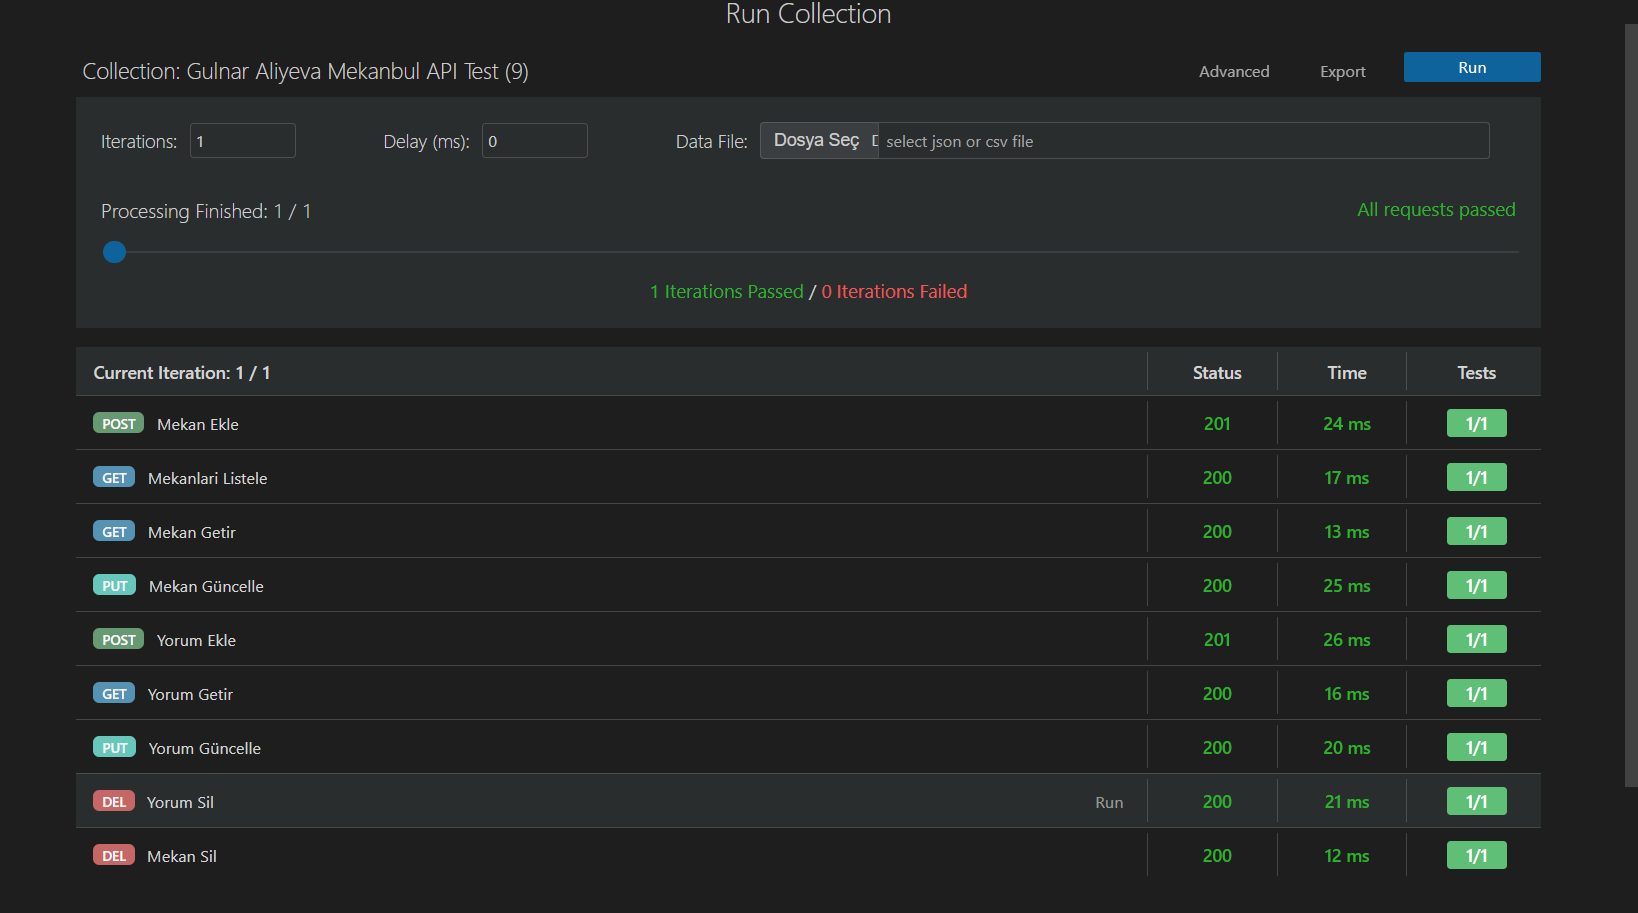 Run Collection
Collection: Gulnar Aliyeva Mekanbul API Test (9) Advanced Export Run
Iterations: 1 Delay (ms): 0 Data File: Dosya Seç select json or csv file
Processing Finished: 1 / 1 All requests passed
1 Iterations Passed / 0 Iterations Failed
Current Iteration: 1 / 1 Status Time Tests
POST Mekan Ekle 201 24 ms 1/1
GET Mekanlari Listele 200 17 ms 1/1
GET Mekan Getir 200 13 ms 1/1
PUT Mekan Güncelle 200 25 ms 1/1
POST Yorum Ekle 201 26 ms 1/1
GET Yorum Getir 200 16 ms 1/1
PUT Yorum Güncelle 200 20 ms 1/1
DEL Yorum Sil Run 200 21 ms 1/1
DEL Mekan Sil 200 12 ms 1/1